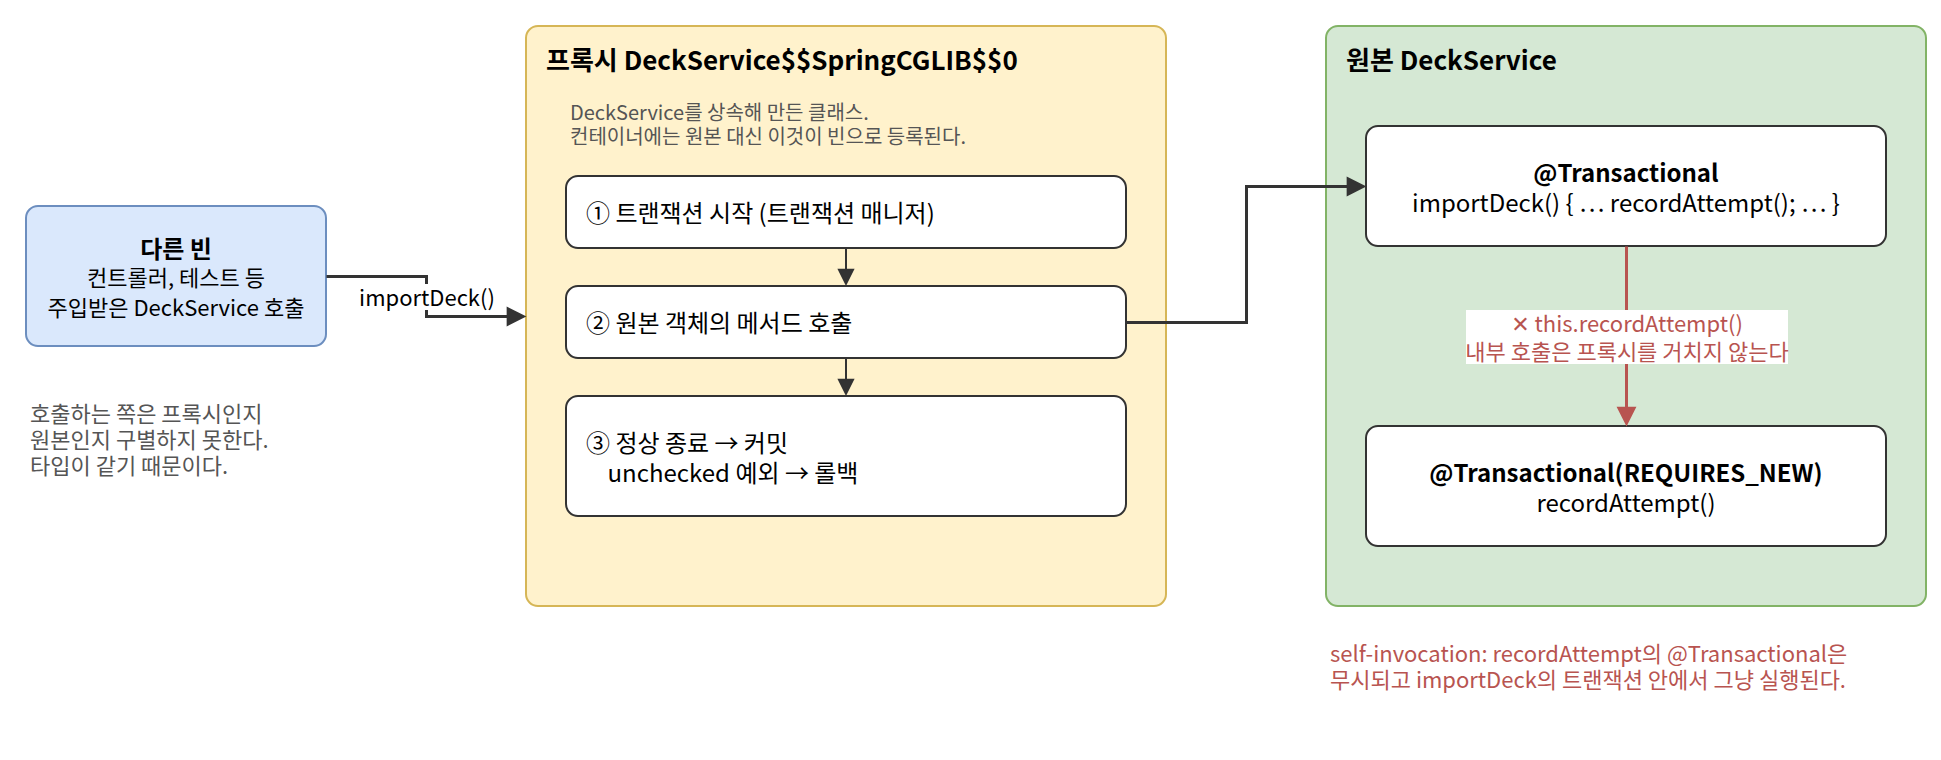 다른 빈
컨트롤러, 테스트 등
주입받은 DeckService 호출
호출하는 쪽은 프록시인지
원본인지 구별하지 못한다.
타입이 같기 때문이다.
importDeck()
프록시 DeckService$$SpringCGLIB$$0
DeckService를 상속해 만든 클래스.
컨테이너에는 원본 대신 이것이 빈으로 등록된다.
① 트랜잭션 시작 (트랜잭션 매니저)
② 원본 객체의 메서드 호출
③ 정상 종료 → 커밋
unchecked 예외 → 롤백
원본 DeckService
@Transactional
importDeck() { … recordAttempt(); … }
✕ this.recordAttempt()
내부 호출은 프록시를 거치지 않는다
@Transactional(REQUIRES_NEW)
recordAttempt()
self-invocation: recordAttempt의 @Transactional은
무시되고 importDeck의 트랜잭션 안에서 그냥 실행된다.